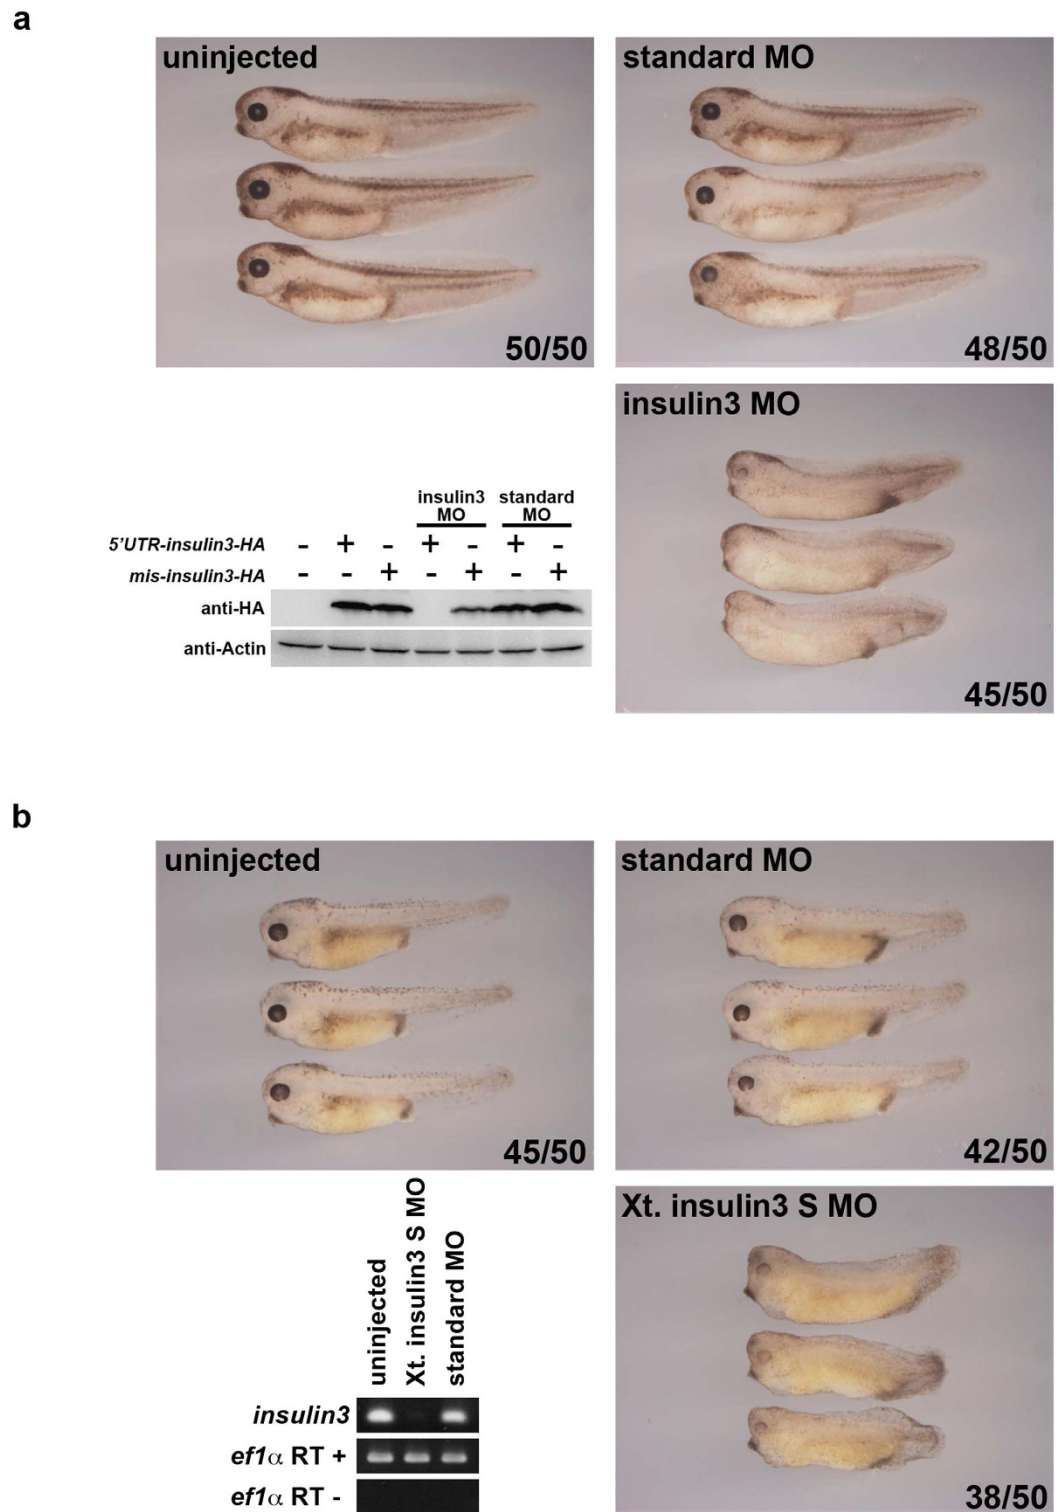 a
uninjected
50/50
standard MO
48/50
insulin3 MO
45/50
insulin3 MO standard MO
5'UTR-insulin3-HA - + - + - + -
mis-insulin3-HA - - + - + - +
anti-HA
anti-Actin
b
uninjected
45/50
standard MO
42/50
Xt. insulin3 S MO
38/50
uninjected
Xt. insulin3 S MO
standard MO
insulin3
ef1α RT +
ef1α RT -